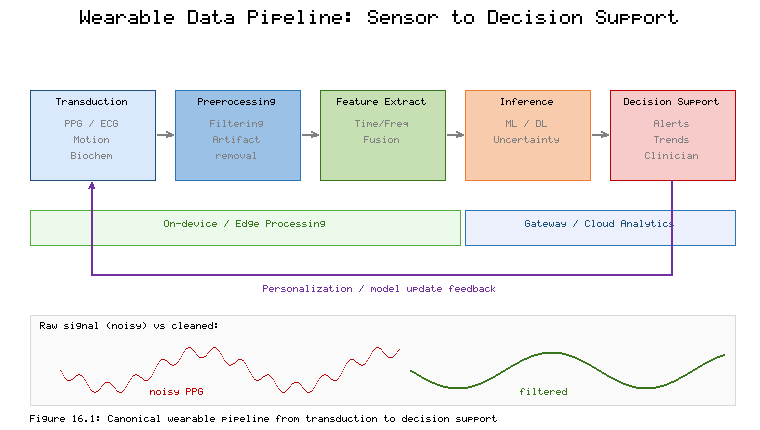 Wearable Data Pipeline: Sensor to Decision Support
Transduction
PPG / ECG
Motion
Biochem
Preprocessing
Filtering
Artifact
removal
Feature Extract
Time/Freq
Fusion
Inference
ML / DL
Uncertainty
Decision Support
Alerts
Trends
Clinician
On-device / Edge Processing
Gateway / Cloud Analytics
Personalization / model update feedback
Raw signal (noisy) vs cleaned:
noisy PPG
filtered
Figure 16.1: Canonical wearable pipeline from transduction to decision support